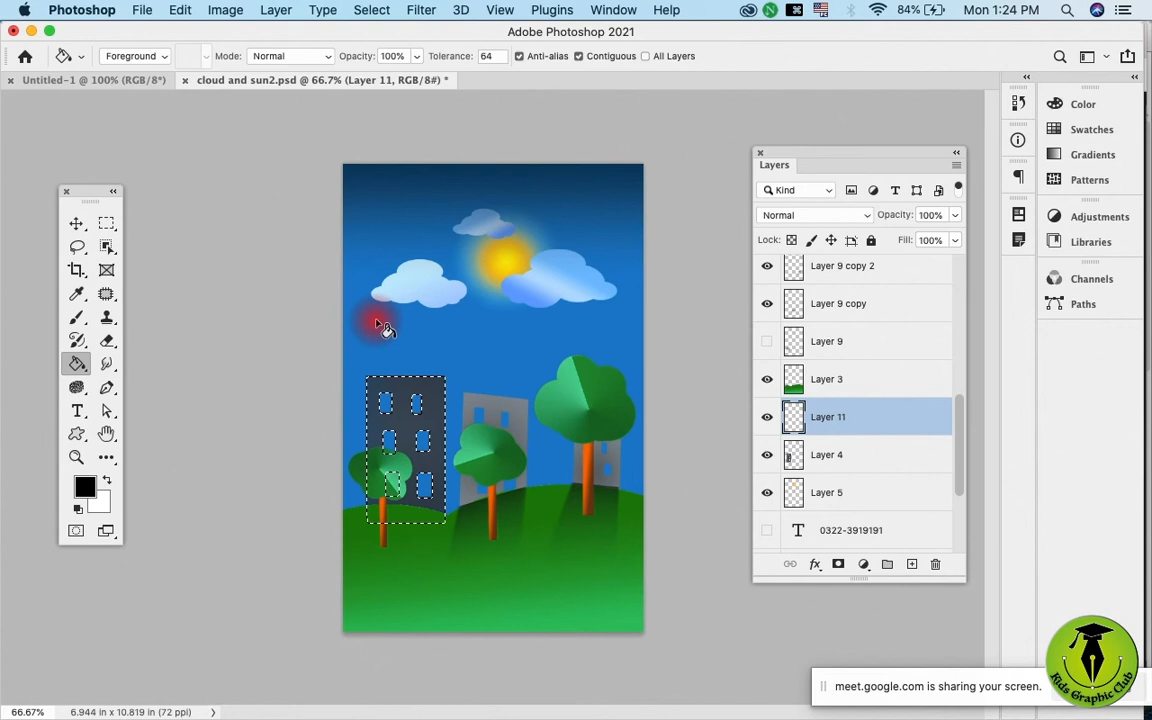 Photoshop File Edit Image Layer Type Select Filter 3D View Plugins Window Help 84% Mon 1:24 PM
Adobe Photoshop 2021
Foreground Mode: Normal Opacity: 100% Tolerance: 64 Anti-alias Contiguous All Layers
Untitled-1 @ 100% (RGB/8*) cloud and sun2.psd @ 66.7% (Layer 11, RGB/8#) *
Color
Swatches
Gradients
Patterns
Adjustments
Libraries
Channels
Paths
Layers
Kind
Normal Opacity: 100%
Lock: Fill: 100%
Layer 9 copy 2
Layer 9 copy
Layer 9
Layer 3
Layer 11
Layer 4
Layer 5
T 0322-3919191
fx
meet.google.com is sharing your screen.
Kids Graphic Club
66.67% 6.944 in x 10.819 in (72 ppi)